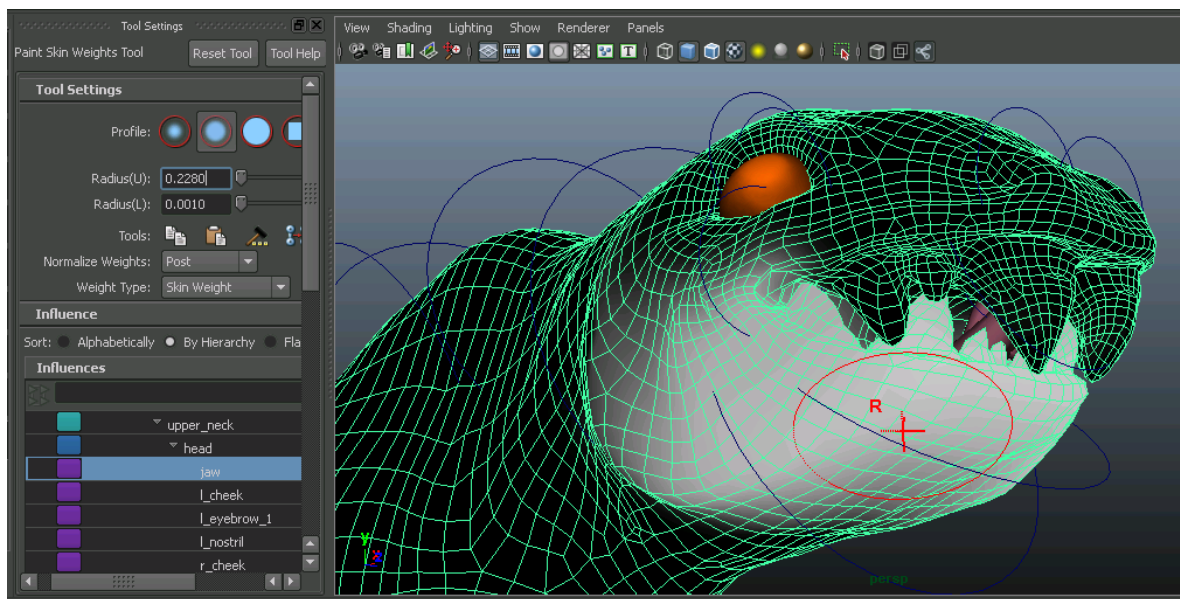 Tool Settings
Paint Skin Weights Tool
Reset Tool
Tool Help
Tool Settings
Profile:
Radius(U): 0.2280
Radius(L): 0.0010
Tools:
Normalize Weights: Post
Weight Type: Skin Weight
Influence
Sort: Alphabetically By Hierarchy Fla
Influences
upper_neck
head
jaw
l_cheek
l_eyebrow_1
l_nostril
r_cheek
View Shading Lighting Show Renderer Panels
T
R
y
x
persp